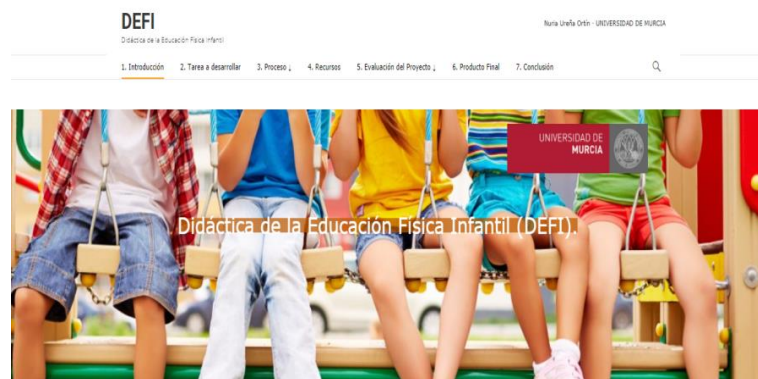 DEFI
Didáctica de la Educación Física Infantil
Nuria Ureña Ortín - UNIVERSIDAD DE MURCIA
1. Introducción 2. Tarea a desarrollar 3. Proceso ↓ 4. Recursos 5. Evaluación del Proyecto ↓ 6. Producto Final 7. Conclusión
UNIVERSIDAD DE
MURCIA
Didáctica de la Educación Física Infantil (DEFI).